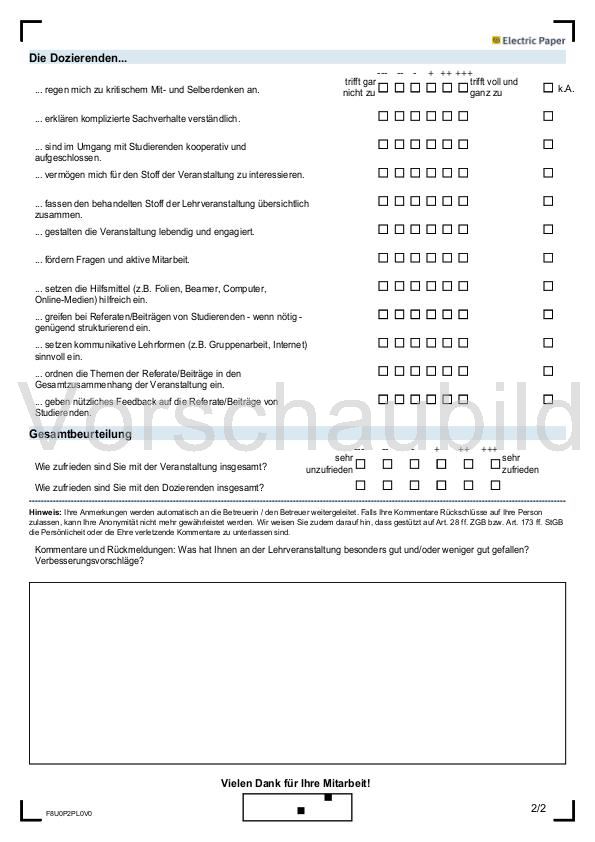 Electric Paper
Die Dozierenden...
--- -- - + ++ +++
trifft gar
nicht zu
trifft voll und
ganz zu
k.A.
... regen mich zu kritischem Mit- und Selberdenken an.
... erklären komplizierte Sachverhalte verständlich.
... sind im Umgang mit Studierenden kooperativ und
aufgeschlossen.
... vermögen mich für den Stoff der Veranstaltung zu interessieren.
... fassen den behandelten Stoff der Lehrveranstaltung übersichtlich
zusammen.
... gestalten die Veranstaltung lebendig und engagiert.
... fördern Fragen und aktive Mitarbeit.
... setzen die Hilfsmittel (z.B. Folien, Beamer, Computer,
Online-Medien) hilfreich ein.
... greifen bei Referaten/Beiträgen von Studierenden - wenn nötig -
genügend strukturierend ein.
... setzen kommunikative Lehrformen (z.B. Gruppenarbeit, Internet)
sinnvoll ein.
... ordnen die Themen der Referate/Beiträge in den
Gesamtzusammenhang der Veranstaltung ein.
... geben nützliches Feedback auf die Referate/Beiträge von
Studierenden.
Vorschaubild
Gesamtbeurteilung
--- -- - + ++ +++
sehr
unzufrieden
sehr
zufrieden
Wie zufrieden sind Sie mit der Veranstaltung insgesamt?
Wie zufrieden sind Sie mit den Dozierenden insgesamt?
Hinweis: Ihre Anmerkungen werden automatisch an die Betreuerin / den Betreuer weitergeleitet. Falls Ihre Kommentare Rückschlüsse auf Ihre Person
zulassen, kann Ihre Anonymität nicht mehr gewährleistet werden. Wir weisen Sie zudem darauf hin, dass gestützt auf Art. 28 ff. ZGB bzw. Art. 173 ff. StGB
die Persönlicheit oder die Ehre verletzende Kommentare zu unterlassen sind.
Kommentare und Rückmeldungen: Was hat Ihnen an der Lehrveranstaltung besonders gut und/oder weniger gut gefallen?
Verbesserungsvorschläge?
Vielen Dank für Ihre Mitarbeit!
F8U0P2PL0V0
2/2